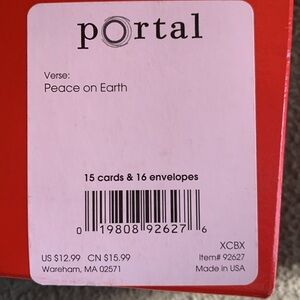 portal
Verse:
Peace on Earth
15 cards & 16 envelopes
0 19808 92627 6
XCBX
US $12.99 CN $15.99 Item# 92627
Wareham, MA 02571 Made in USA